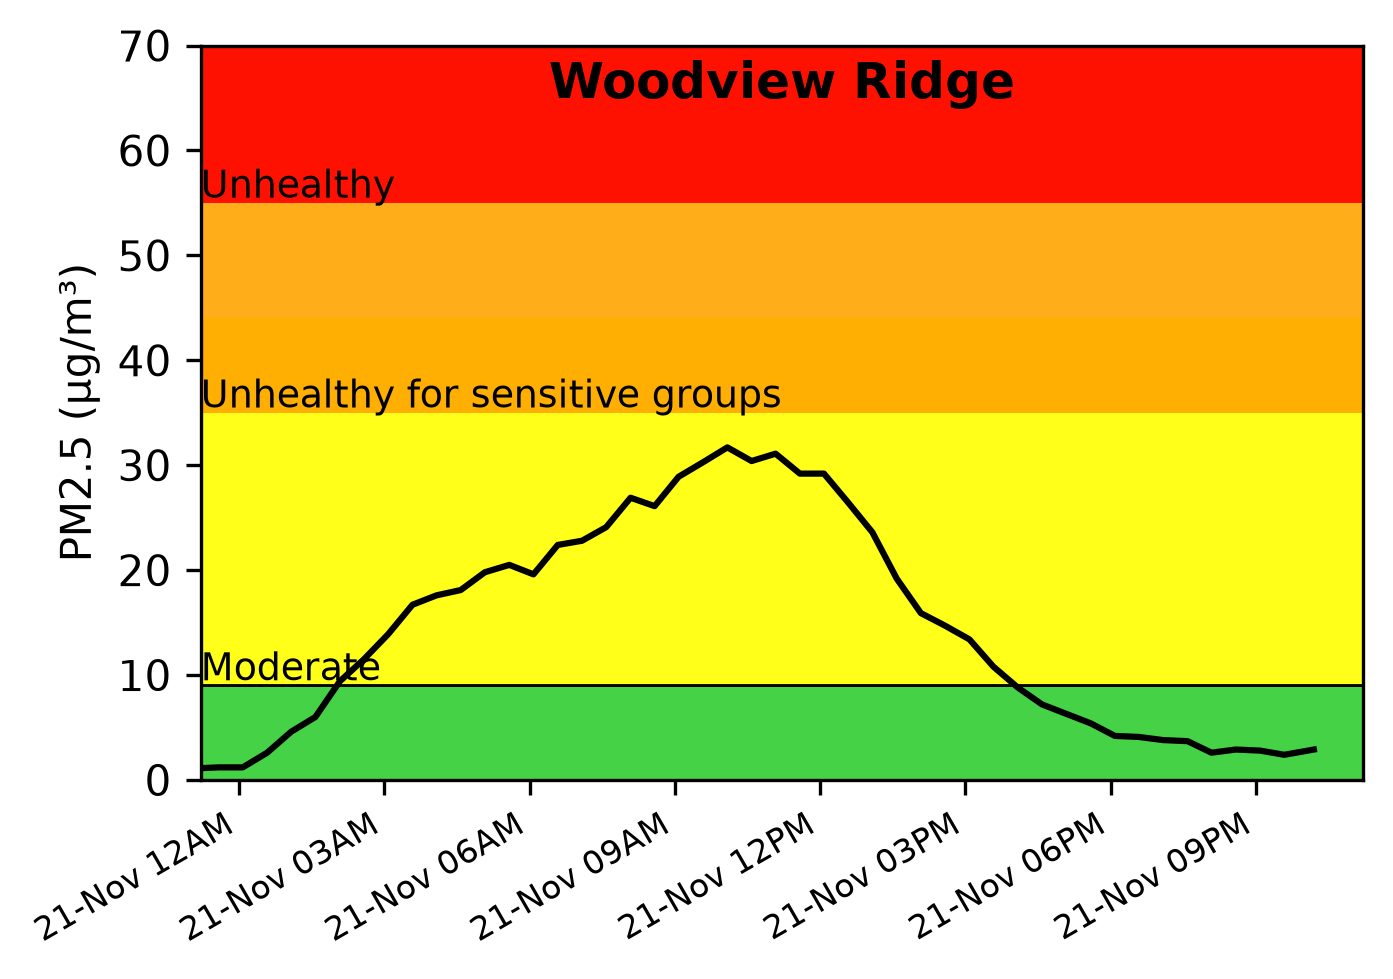 Woodview Ridge
70
60
50
40
30
20
10
0
PM2.5 (µg/m³)
Unhealthy
Unhealthy for sensitive groups
Moderate
21-Nov 12AM
21-Nov 03AM
21-Nov 06AM
21-Nov 09AM
21-Nov 12PM
21-Nov 03PM
21-Nov 06PM
21-Nov 09PM